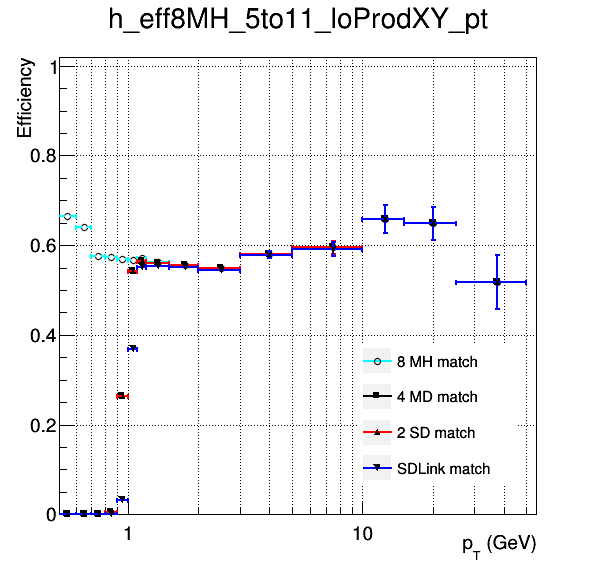 h_eff8MH_5to11_loProdXY_pt
Efficiency
1
0.8
0.6
0.4
0.2
0
8 MH match
4 MD match
2 SD match
SDLink match
1
10
p_T (GeV)